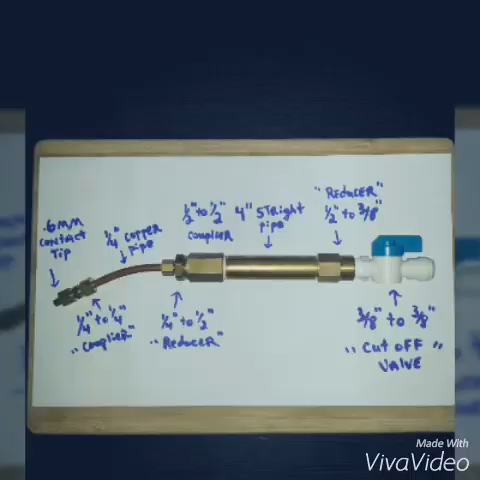 .6mm
contact
Tip
1/4" copper
pipe
1/2" to 1/2"
coupler
4" STright
pipe
"Reducer"
1/2" to 3/8"
1/4" to 1/4"
"Coupler"
1/4" to 1/2"
"Reducer"
3/8" to 3/8"
"Cut OFF"
VALVE
Made With
VivaVideo